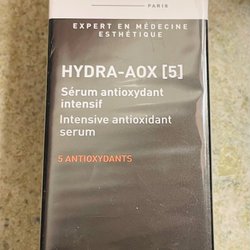 PARIS
EXPERT EN MÉDECINE
ESTHÉTIQUE
HYDRA-AOX [5]
Sérum antioxydant
intensif
Intensive antioxidant
serum
5 ANTIOXYDANTS